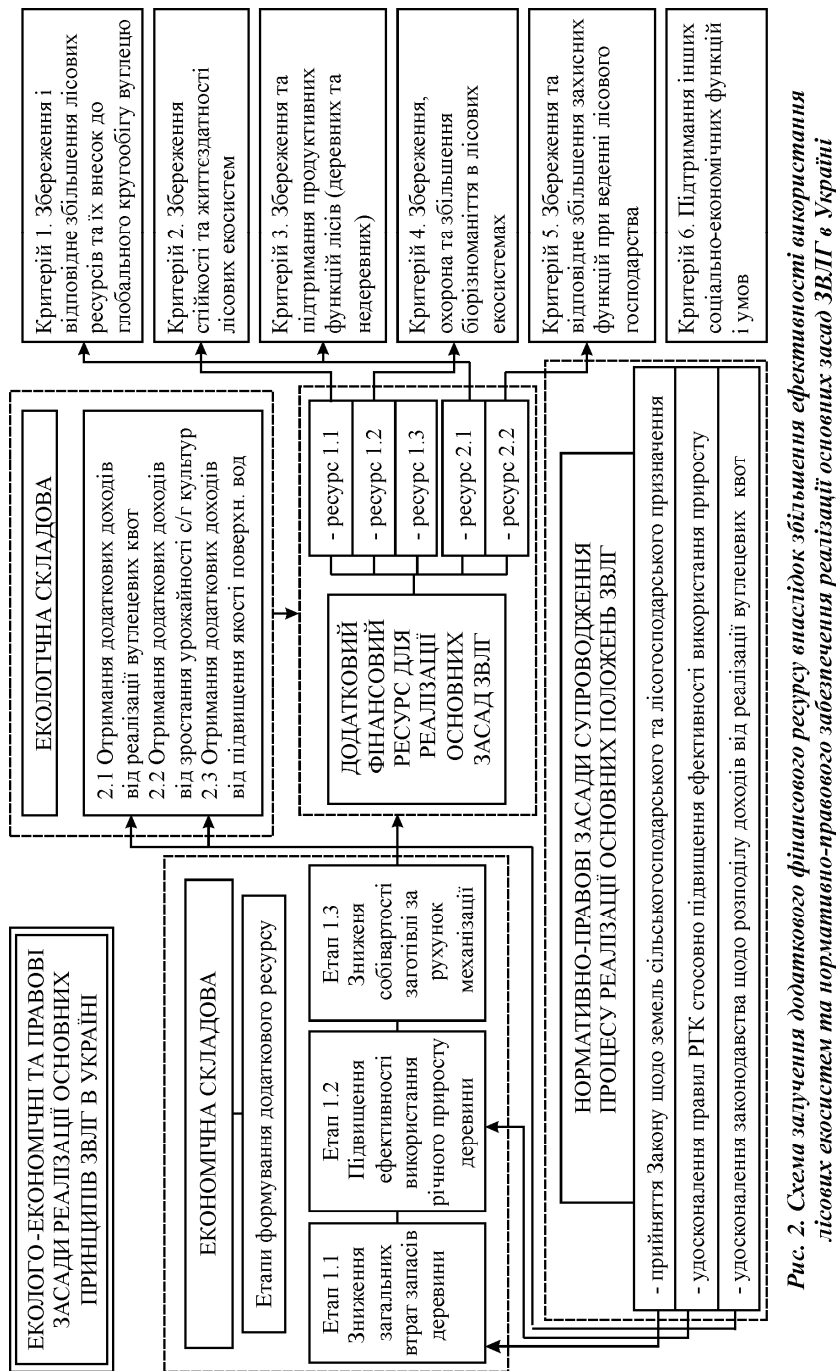 ЕКОЛОГО-ЕКОНОМІЧНІ ТА ПРАВОВІ
ЗАСАДИ РЕАЛІЗАЦІЇ ОСНОВНИХ
ПРИНЦИПІВ ЗВЛГ В УКРАЇНІ
ЕКОНОМІЧНА СКЛАДОВА
Етапи формування додаткового ресурсу
Етап 1.1
Зниження
загальних
втрат запасів
деревини
Етап 1.2
Підвищення
ефективності
використання
річного приросту
деревини
Етап 1.3
Знижeня
собівартості
заготівлі за
рухунок
механізації
ЕКОЛОГІЧНА СКЛАДОВА
2.1 Отримання додаткових доходів
від реалізації вуглецевих квот
2.2 Отримання додаткових доходів
від зростання урожайності с/г культур
2.3 Отримання додаткових доходів
від підвищення якості поверхн. вод
ДОДАТКОВИЙ
ФІНАНСОВИЙ
РЕСУРС ДЛЯ
РЕАЛІЗАЦІЇ
ОСНОВНИХ
ЗАСАД ЗВЛГ
- ресурс 1.1
- ресурс 1.2
- ресурс 1.3
- ресурс 2.1
- ресурс 2.2
Критерій 1. Збереження і
відповідне збільшення лісових
ресурсів та їх внесок до
глобального кругообігу вуглецю
Критерій 2. Збереження
стійкості та життєздатності
лісових екосистем
Критерій 3. Збереження та
підтримання продуктивних
функцій лісів (деревних та
недеревних)
Критерій 4. Збереження,
охорона та збільшення
біорізноманіття в лісових
екосистемах
Критерій 5. Збереження та
відповідне збільшення захисних
функцій при веденні лісового
господарства
Критерій 6. Підтримання інших
соціально-економічних функцій
і умов
НОРМАТИВНО-ПРАВОВІ ЗАСАДИ СУПРОВОДЖЕННЯ
ПРОЦЕСУ РЕАЛІЗАЦІЇ ОСНОВНИХ ПОЛОЖЕНЬ ЗВЛГ
- прийняття Закону щодо земель сільськогосподарського та лісогосподарського призначення
- удосконалення правил РГК стосовно підвищення ефективності використання приросту
- удосконалення законодавства щодо розподілу доходів від реалізації вуглецевих квот
Рис. 2. Схема залучення додаткового фінансового ресурсу внаслідок збільшення ефективності використання
лісових екосистем та нормативно-правового забезпечення реалізації основних засад ЗВЛГ в Україні